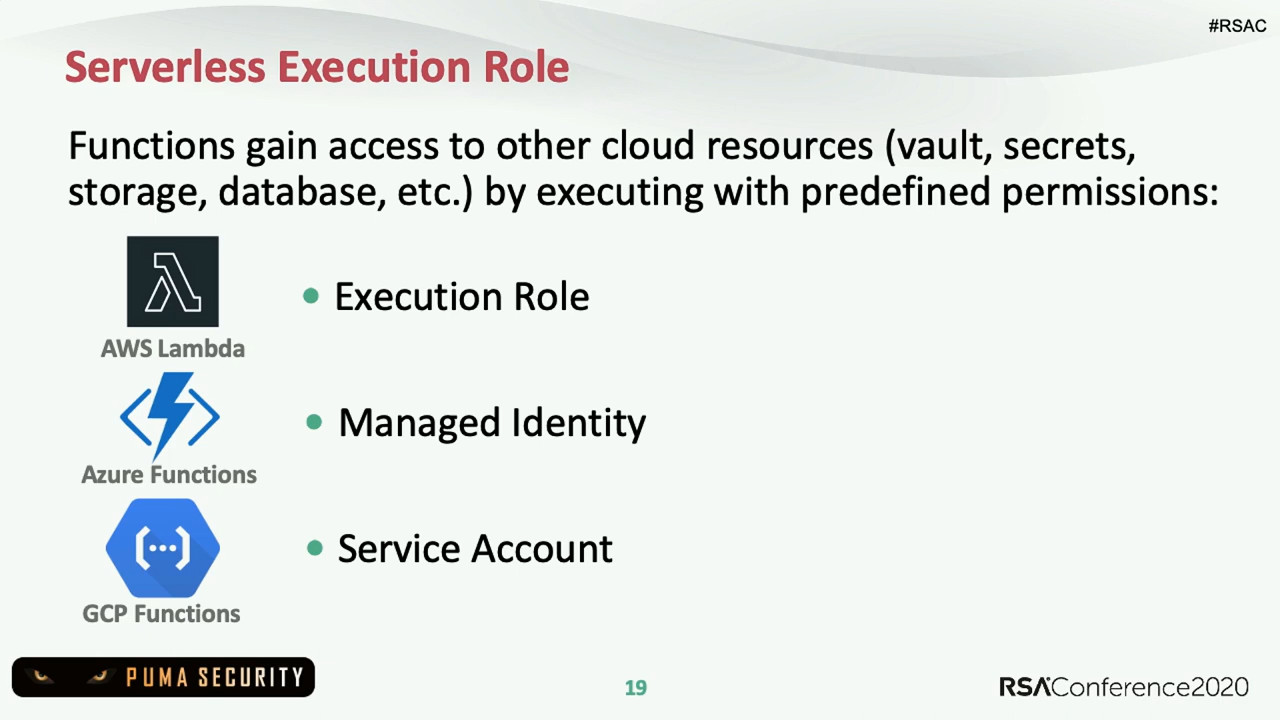 #RSAC
Serverless Execution Role
Functions gain access to other cloud resources (vault, secrets,
storage, database, etc.) by executing with predefined permissions:
• Execution Role
AWS Lambda
• Managed Identity
Azure Functions
• Service Account
GCP Functions
PUMA SECURITY
19
RSAConference2020